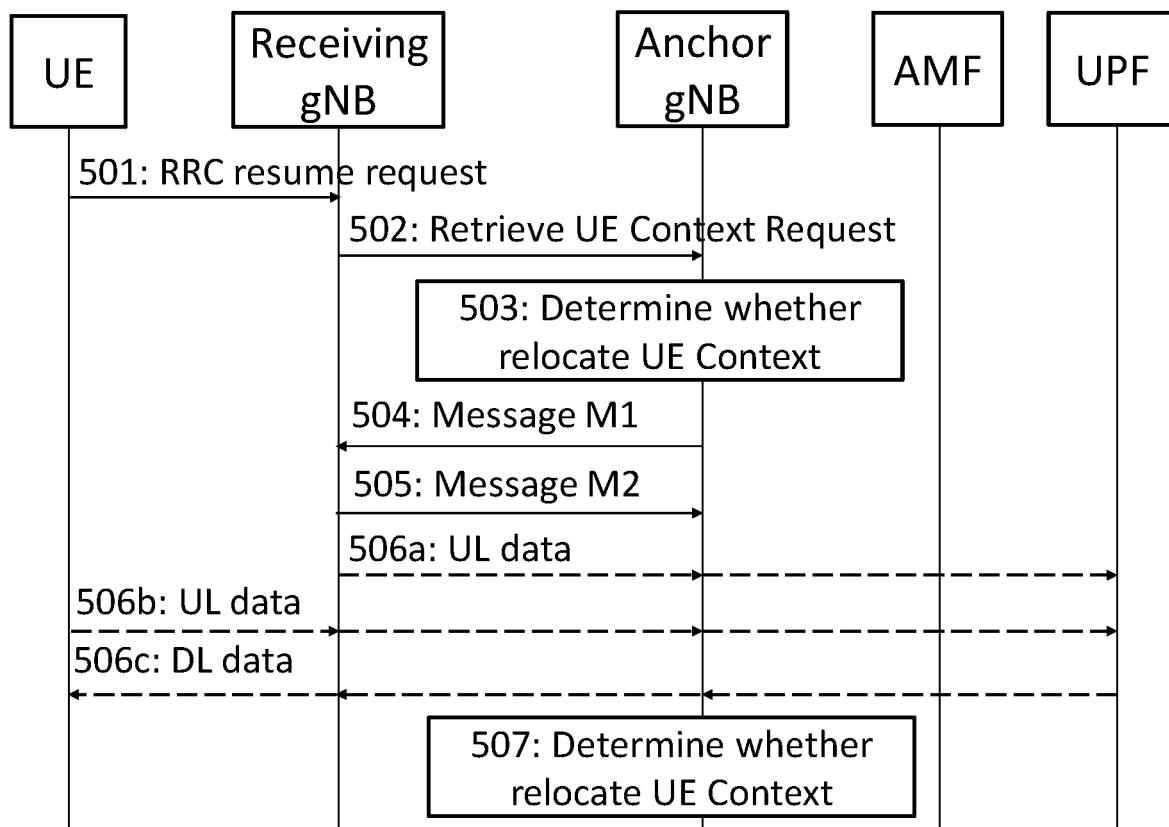 UE
Receiving
gNB
Anchor
gNB
AMF
UPF
501: RRC resume request
502: Retrieve UE Context Request
503: Determine whether
relocate UE Context
504: Message M1
505: Message M2
506a: UL data
506b: UL data
506c: DL data
507: Determine whether
relocate UE Context